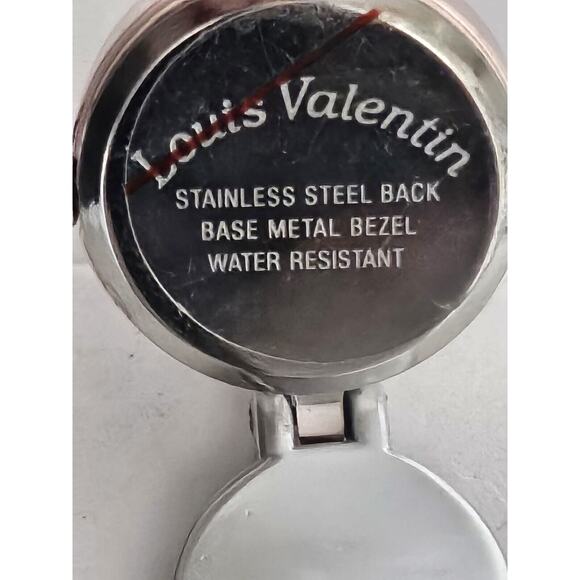 Louis Valentin
STAINLESS STEEL BACK
BASE METAL BEZEL
WATER RESISTANT